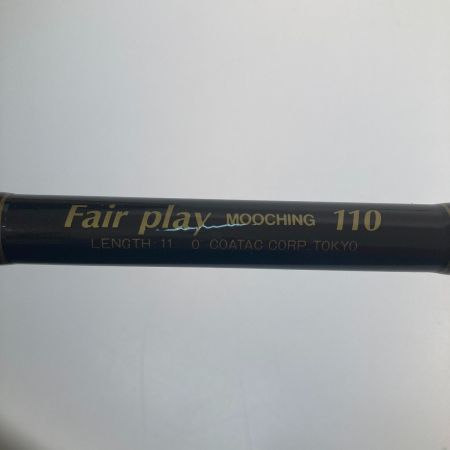 Fair play MOOCHING 110
LENGTH: 11 0 COATAC CORP. TOKYO